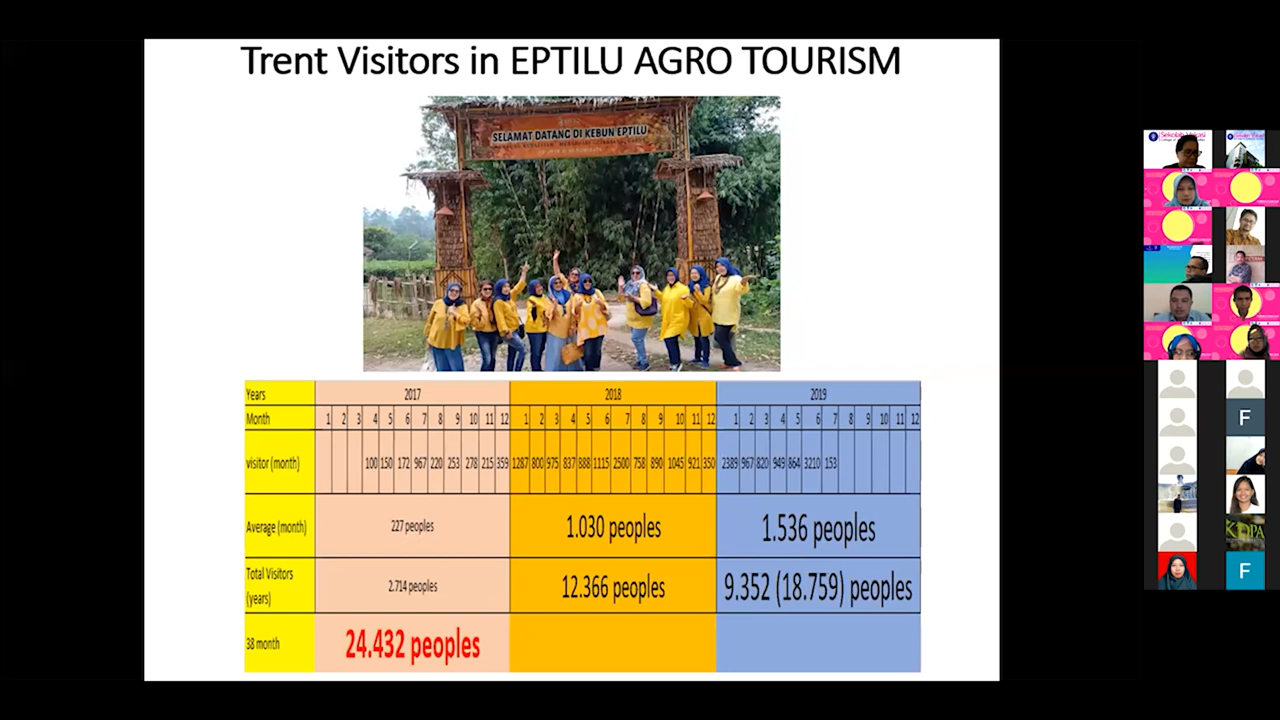 Trent Visitors in EPTILU AGRO TOURISM
SELAMAT DATANG DI KEBUN EPTILU
Years 2017 2018 2019
Month 1 2 3 4 5 6 7 8 9 10 11 12 1 2 3 4 5 6 7 8 9 10 11 12 1 2 3 4 5 6 7 8 9 10 11 12
visitor (month) 100 150 172 967 220 253 278 215 359 1287 800 975 837 888 1115 2500 758 890 1045 921 350 2389 967 820 949 864 3210 153
Average (month) 227 peoples 1.030 peoples 1.536 peoples
Total Visitors
(years) 2.714 peoples 12.366 peoples 9.352 (18.759) peoples
38 month 24.432 peoples
Sekolah Vokasi
F
KOPA
F